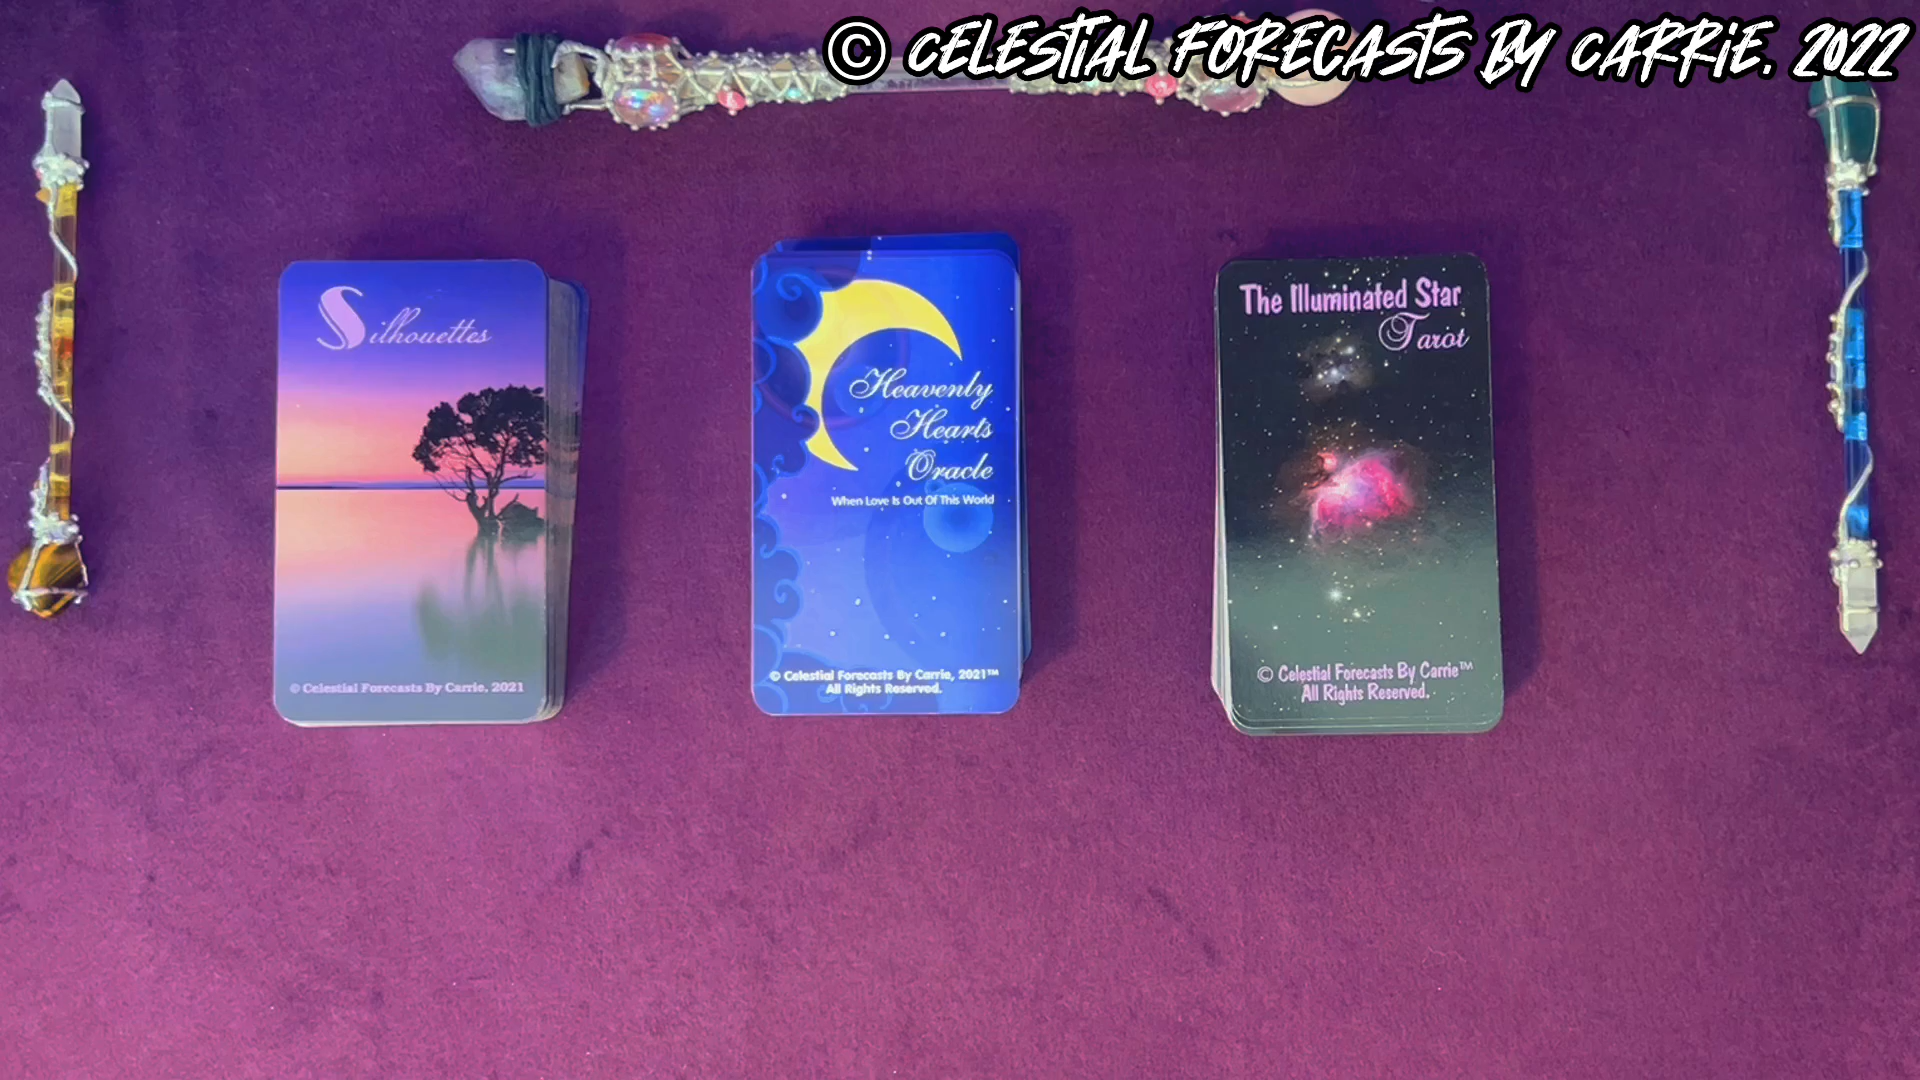 © CELESTIAL FORECASTS BY CARRIE. 2022
Silhouettes
© Celestial Forecasts By Carrie, 2021
Heavenly
Hearts
Oracle
When Love Is Out Of This World
© Celestial Forecasts By Carrie, 2021™
All Rights Reserved.
The Illuminated Star
Tarot
© Celestial Forecasts By Carrie™
All Rights Reserved.